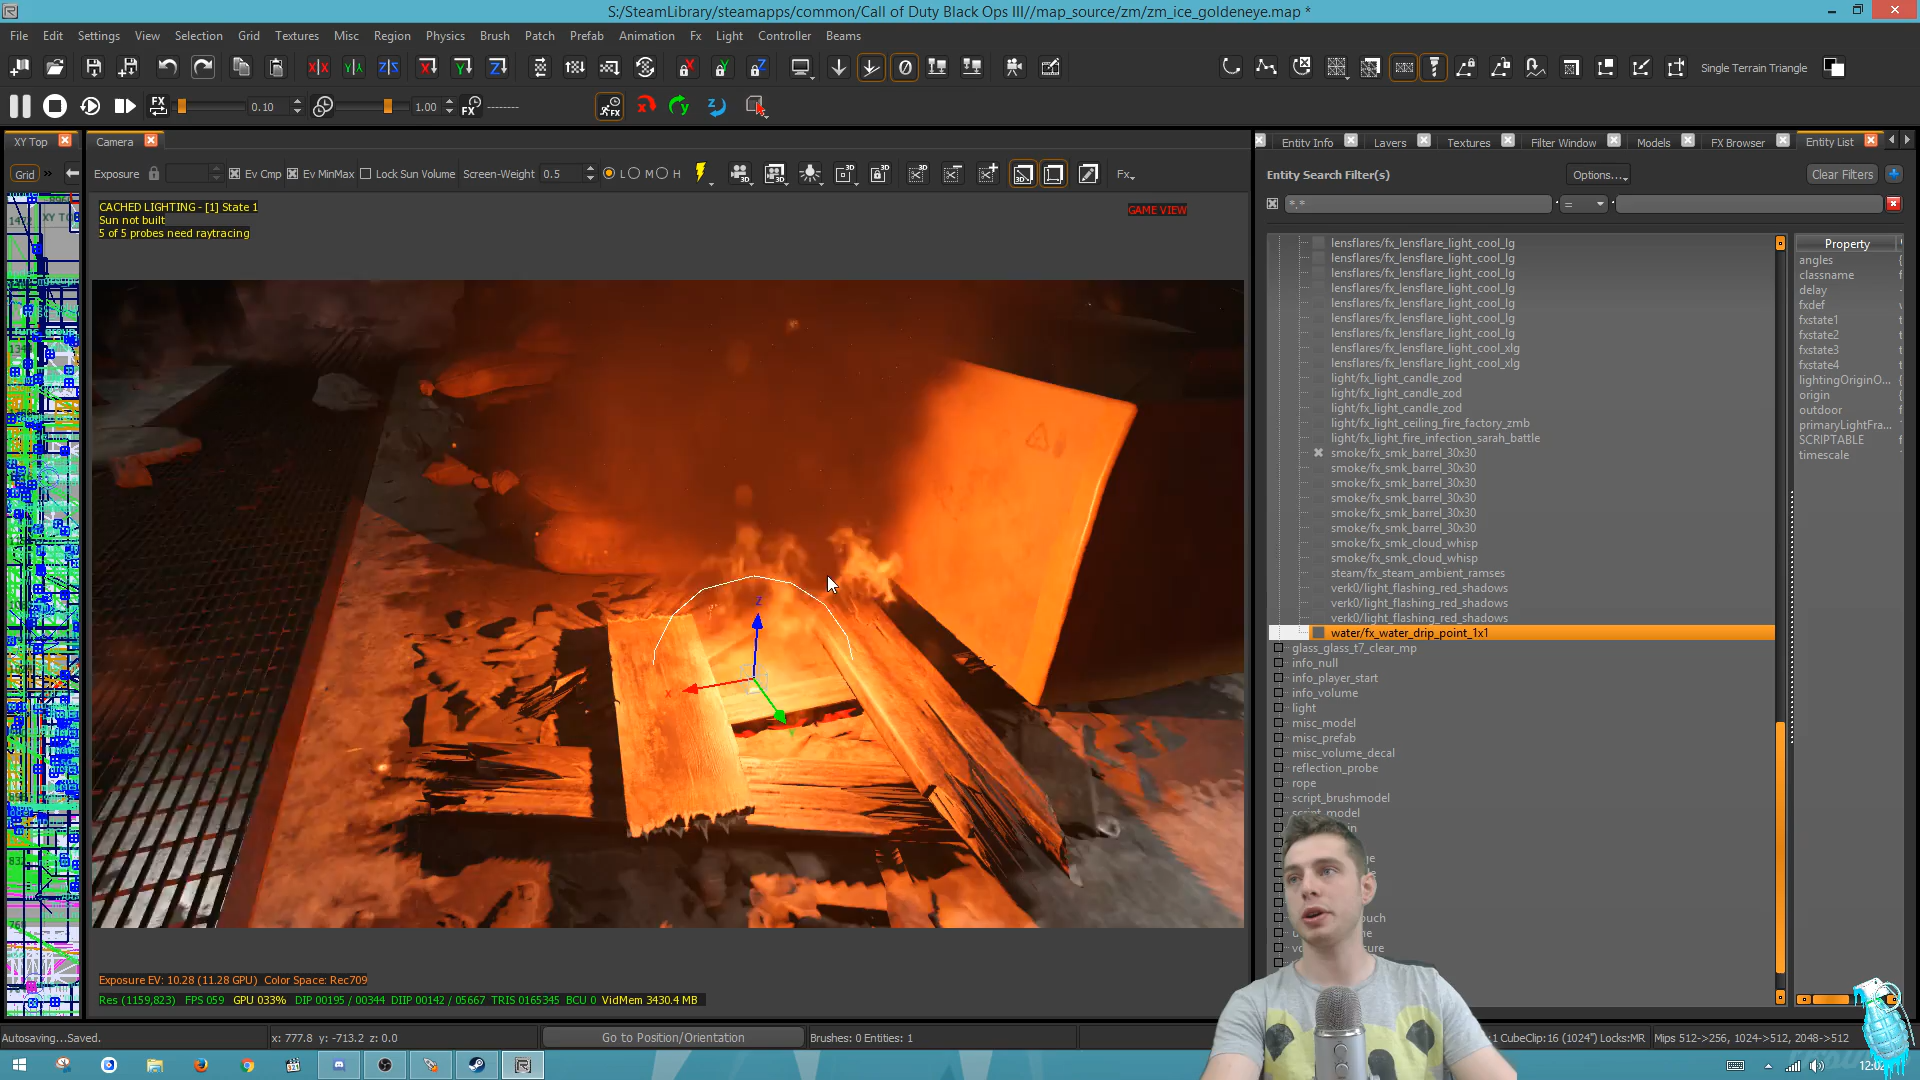 S:/SteamLibrary/steamapps/common/Call of Duty Black Ops III//map_source/zm/zm_ice_goldeneye.map *
File Edit Settings View Selection Grid Textures Misc Region Physics Brush Patch Prefab Animation Fx Light Controller Beams
Single Terrain Triangle
FX 0.10 1.00 FX --------
XY Top Camera Entity Info Layers Textures Filter Window Models FX Browser Entity List
Grid Exposure Ev Cmp Ev MinMax Lock Sun Volume Screen-Weight 0.5 L M H Fx
Entity Search Filter(s) Options... Clear Filters
*.* =
CACHED LIGHTING - [1] State 1
Sun not built
5 of 5 probes need raytracing
GAME VIEW
lensflares/fx_lensflare_light_cool_lg
lensflares/fx_lensflare_light_cool_lg
lensflares/fx_lensflare_light_cool_lg
lensflares/fx_lensflare_light_cool_lg
lensflares/fx_lensflare_light_cool_lg
lensflares/fx_lensflare_light_cool_lg
lensflares/fx_lensflare_light_cool_lg
lensflares/fx_lensflare_light_cool_xlg
lensflares/fx_lensflare_light_cool_xlg
light/fx_light_candle_zod
light/fx_light_candle_zod
light/fx_light_candle_zod
light/fx_light_ceiling_fire_factory_zmb
light/fx_light_fire_infection_sarah_battle
smoke/fx_smk_barrel_30x30
smoke/fx_smk_barrel_30x30
smoke/fx_smk_barrel_30x30
smoke/fx_smk_barrel_30x30
smoke/fx_smk_barrel_30x30
smoke/fx_smk_barrel_30x30
smoke/fx_smk_cloud_whisp
smoke/fx_smk_cloud_whisp
steam/fx_steam_ambient_ramses
verk0/light_flashing_red_shadows
verk0/light_flashing_red_shadows
verk0/light_flashing_red_shadows
water/fx_water_drip_point_1x1
glass_glass_t7_clear_mp
info_null
info_player_start
info_volume
light
misc_model
misc_prefab
misc_volume_decal
reflection_probe
rope
script_brushmodel
script_model
Property
angles
classname
delay
fxdef
fxstate1
fxstate2
fxstate3
fxstate4
lightingOriginO...
origin
outdoor
primaryLightFra...
SCRIPTABLE
timescale
Z
Exposure EV: 10.28 (11.28 GPU) Color Space: Rec709
Res (1159,823) FPS 059 GPU 033% DIP 00195 / 00344 DIIP 00142 / 05667 TRIS 0165345 BCU 0 VidMem 3430.4 MB
Autosaving...Saved. x: 777.8 y: -713.2 z: 0.0 Go to Position/Orientation Brushes: 0 Entities: 1 CubeClip:16 (1024") Locks:MR Mips 512->256, 1024->512, 2048->512